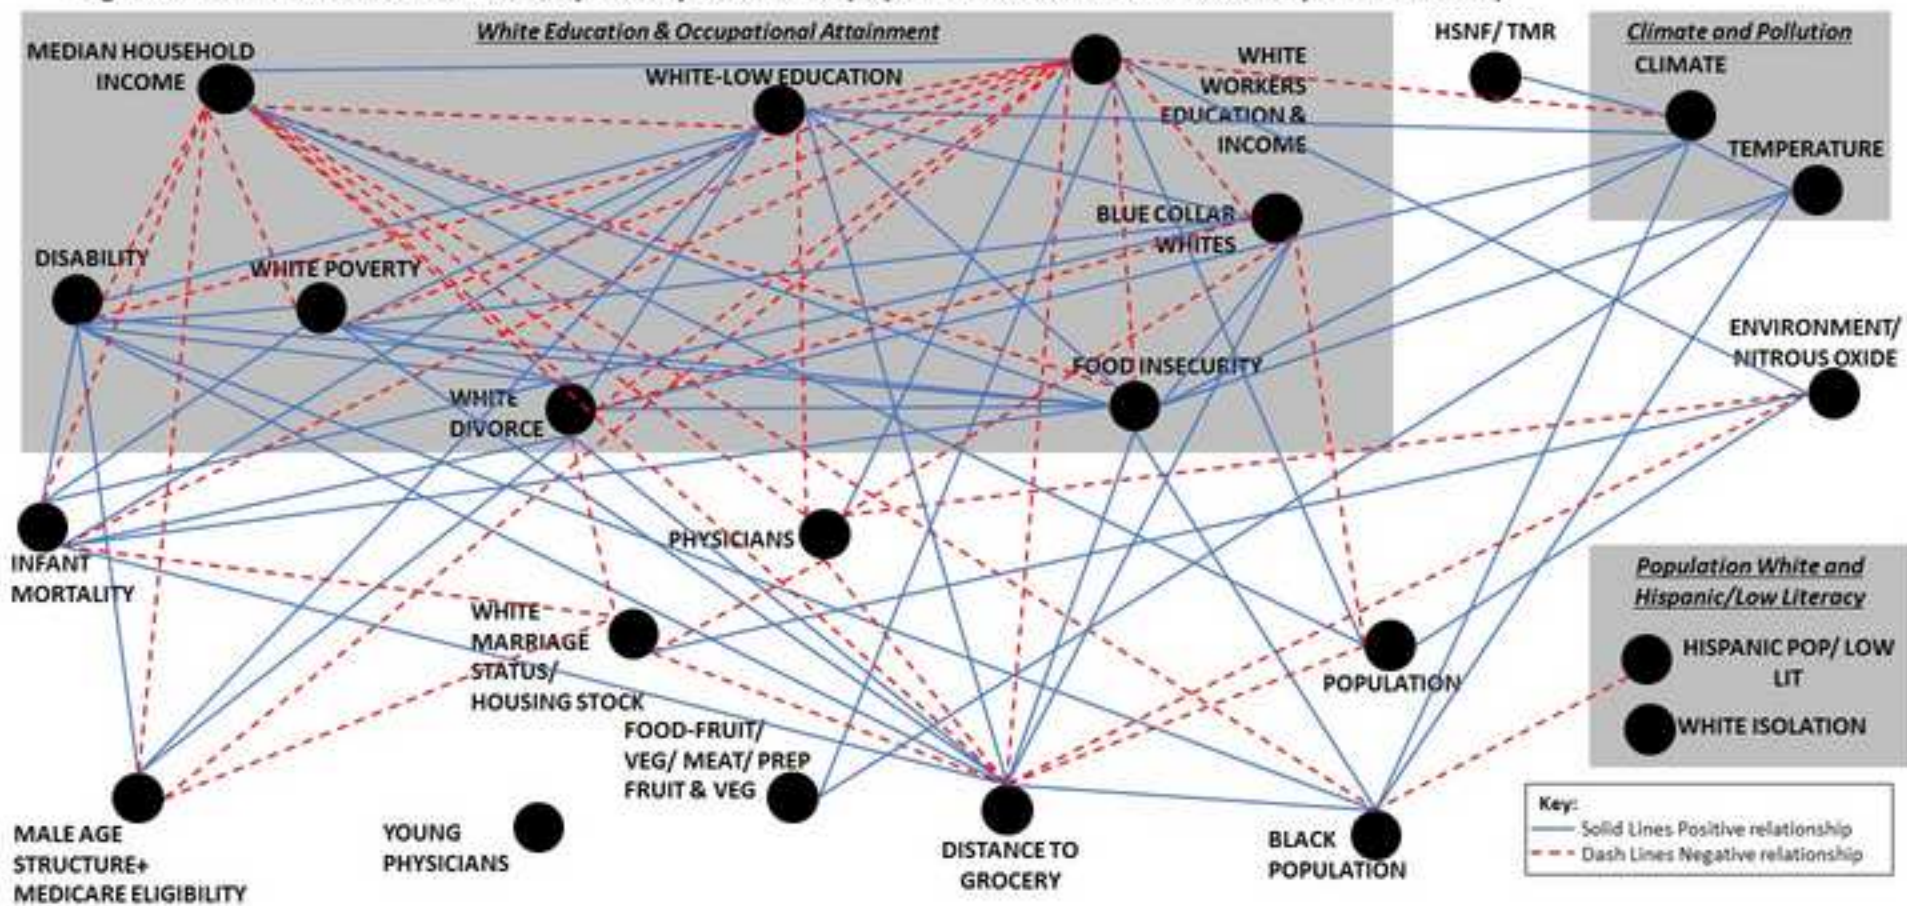 White Education & Occupational Attainment
HSNF/ TMR
Climate and Pollution
MEDIAN HOUSEHOLD
INCOME
WHITE-LOW EDUCATION
WHITE
WORKERS
EDUCATION &
INCOME
CLIMATE
TEMPERATURE
BLUE COLLAR
WHITES
DISABILITY
WHITE POVERTY
ENVIRONMENT/
NITROUS OXIDE
FOOD INSECURITY
WHITE
DIVORCE
INFANT
MORTALITY
PHYSICIANS
Population White and
Hispanic/Low Literacy
WHITE
MARRIAGE
STATUS/
HOUSING STOCK
HISPANIC POP/ LOW
LIT
POPULATION
WHITE ISOLATION
FOOD-FRUIT/
VEG/ MEAT/ PREP
FRUIT & VEG
Key:
Solid Lines Positive relationship
Dash Lines Negative relationship
MALE AGE
STRUCTURE+
MEDICARE ELIGIBILITY
YOUNG
PHYSICIANS
DISTANCE TO
GROCERY
BLACK
POPULATION